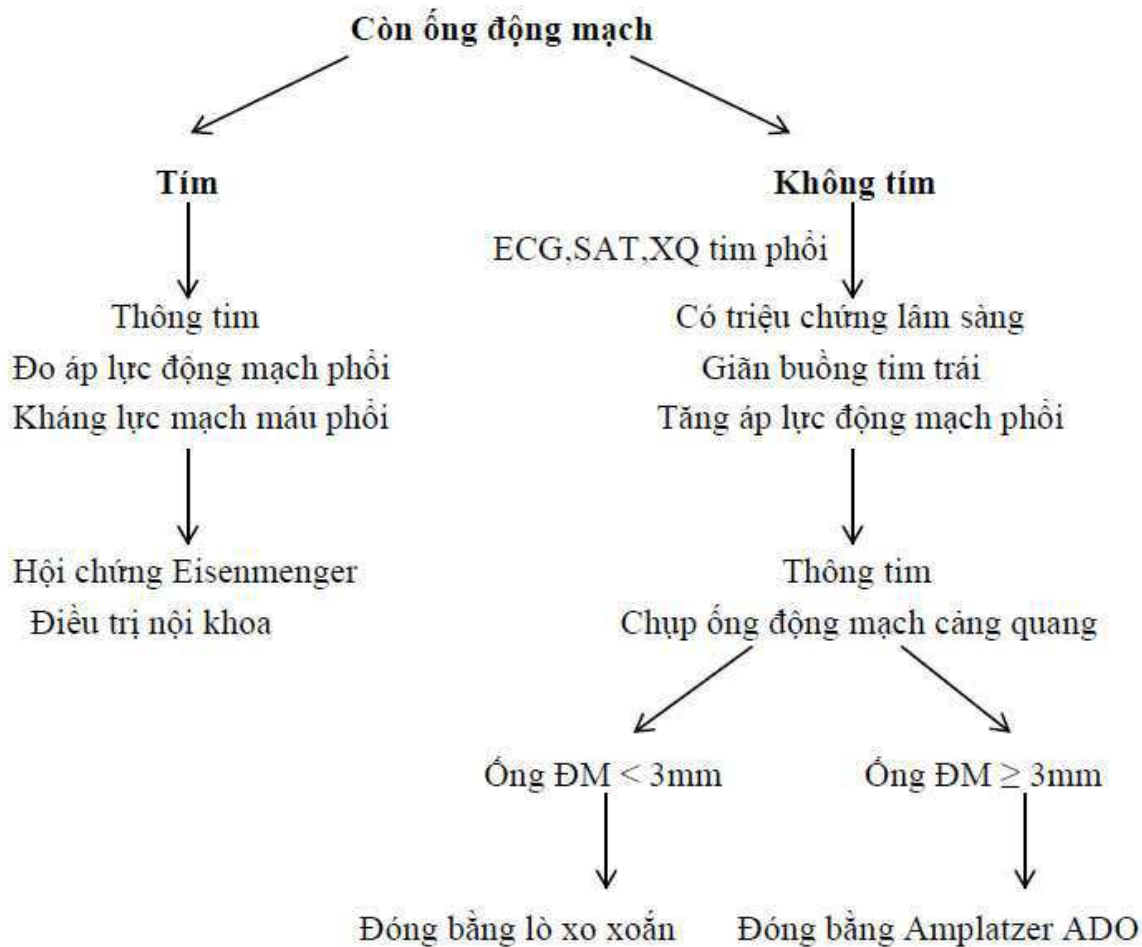 Còn ống động mạch
Tím
Không tím
ECG,SAT,XQ tim phổi
Thông tim
Đo áp lực động mạch phổi
Kháng lực mạch máu phổi
Có triệu chứng lâm sàng
Giãn buồng tim trái
Tăng áp lực động mạch phổi
Hội chứng Eisenmenger
Điều trị nội khoa
Thông tim
Chụp ống động mạch cảng quang
Ống ĐM < 3mm
Ống ĐM ≥ 3mm
Đóng bằng lò xo xoắn
Đóng bằng Amplatzer ADO